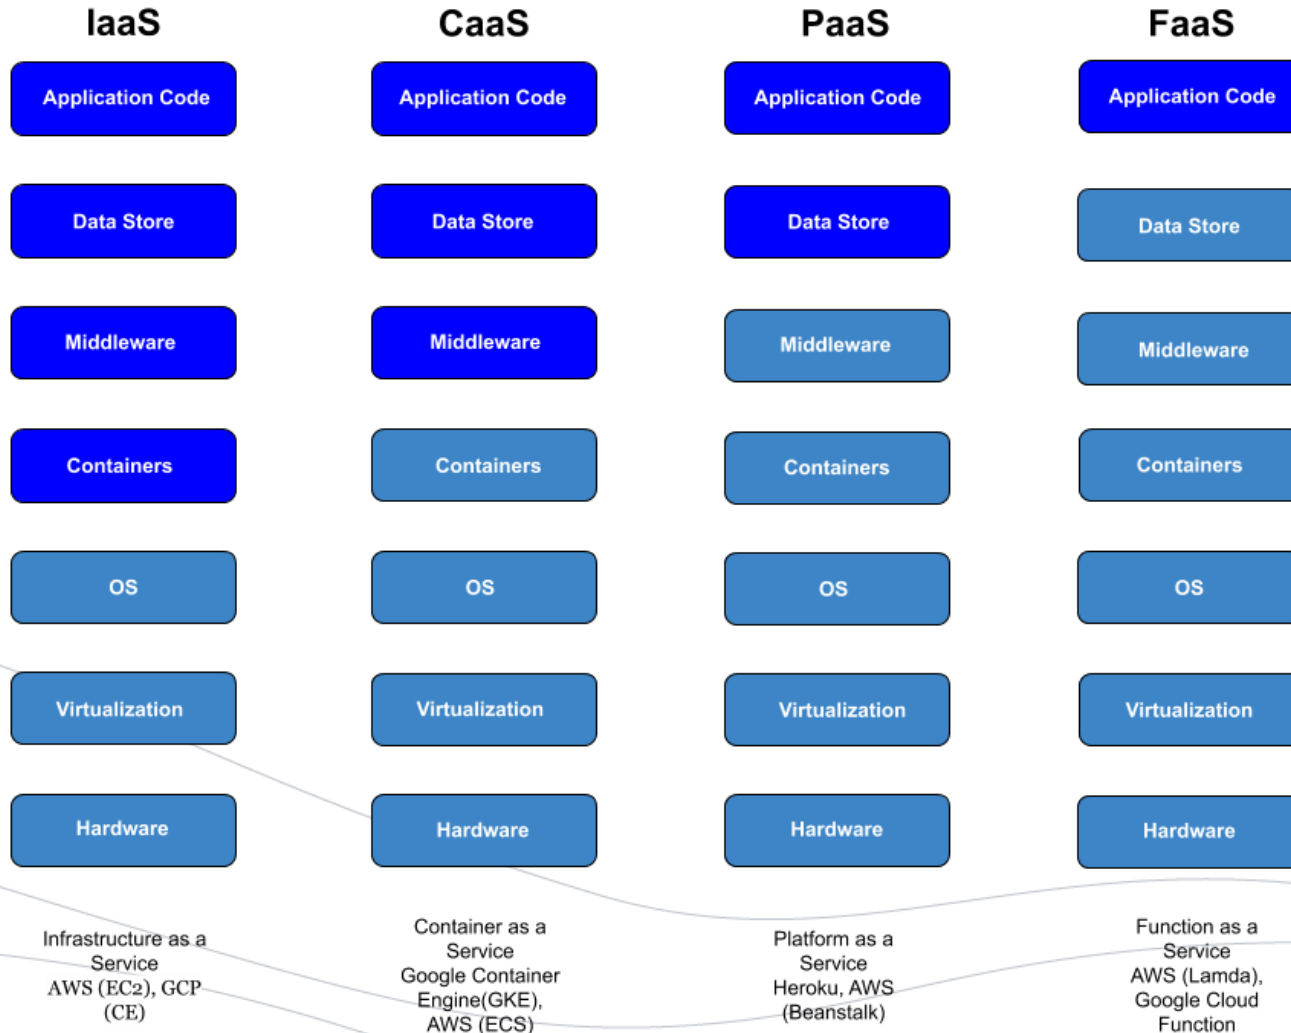 IaaS
CaaS
PaaS
FaaS
Application Code
Application Code
Application Code
Application Code
Data Store
Data Store
Data Store
Data Store
Middleware
Middleware
Middleware
Middleware
Containers
Containers
Containers
Containers
OS
OS
OS
OS
Virtualization
Virtualization
Virtualization
Virtualization
Hardware
Hardware
Hardware
Hardware
Infrastructure as a
Service
AWS (EC2), GCP
(CE)
Container as a
Service
Google Container
Engine(GKE),
AWS (ECS)
Platform as a
Service
Heroku, AWS
(Beanstalk)
Function as a
Service
AWS (Lamda),
Google Cloud
Function